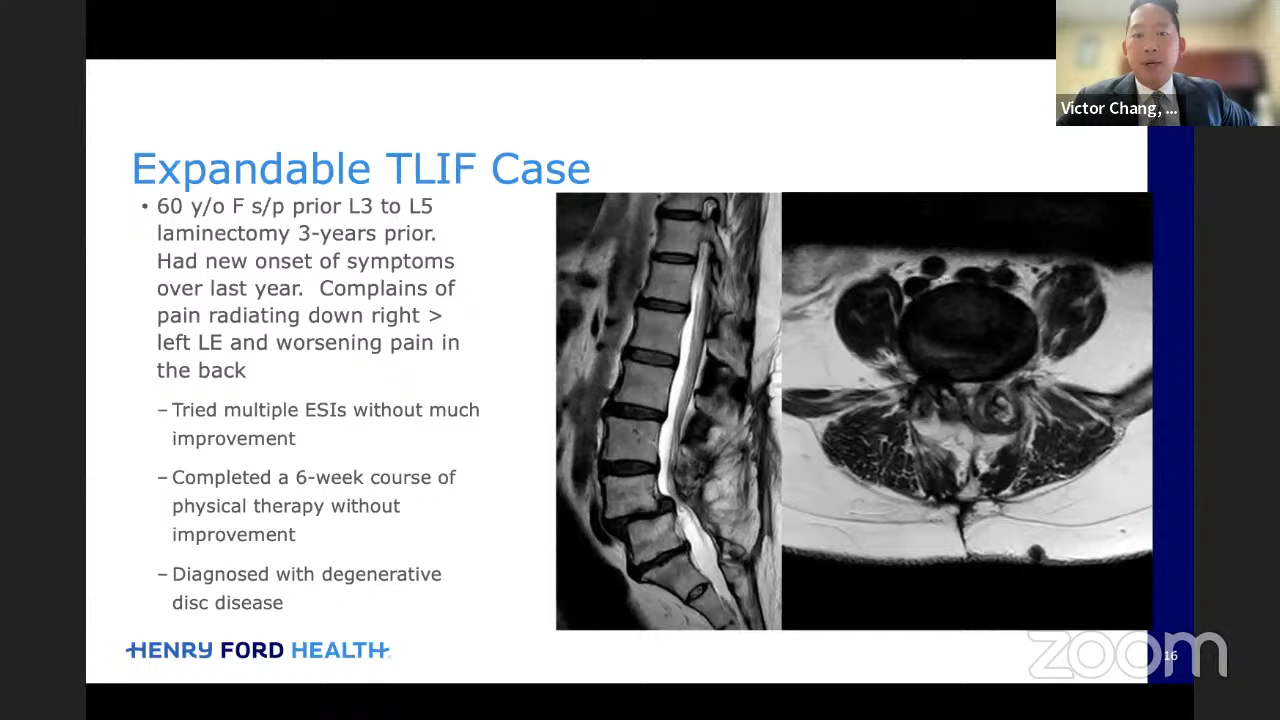 Victor Chang, ...
Expandable TLIF Case
• 60 y/o F s/p prior L3 to L5
laminectomy 3-years prior.
Had new onset of symptoms
over last year.  Complains of
pain radiating down right >
left LE and worsening pain in
the back
– Tried multiple ESIs without much
improvement
– Completed a 6-week course of
physical therapy without
improvement
– Diagnosed with degenerative
disc disease
HENRY FORD HEALTH
zoom
16